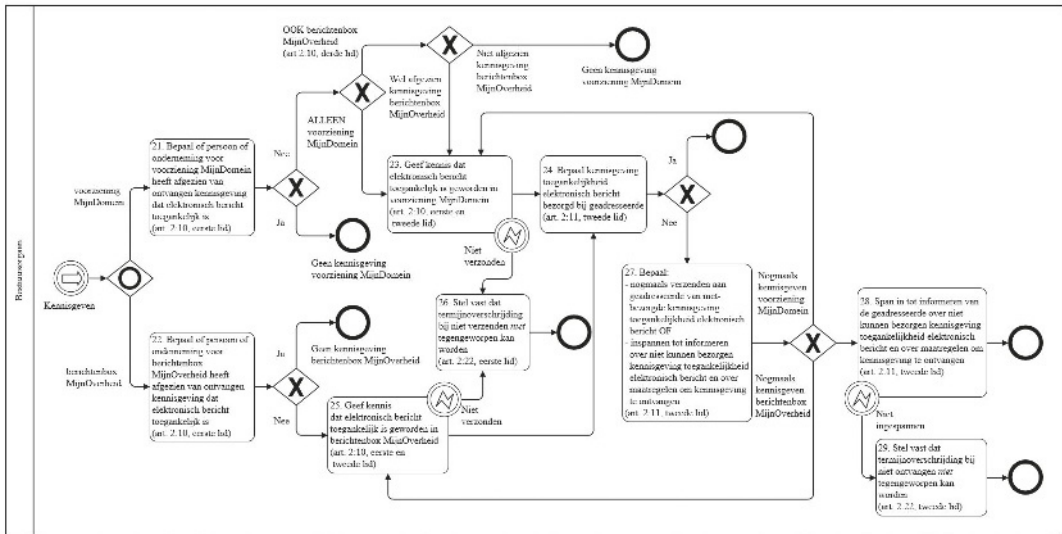 Bestuursorgaan
Kennisgeven
voorziening
MijnDomein
berichtenbox
MijnOverheid
21. Bepaal of persoon of
onderneming voor
voorziening MijnDomein
heeft afgezien van
ontvangen kennisgeving
dat elektronisch bericht
toegankelijk is
(art. 2:10, eerste lid)
Nee
Ja
Geen kennisgeving
voorziening MijnDomein
OOK berichtenbox
MijnOverheid
(art 2:10, derde lid)
ALLEEN
voorziening
MijnDomein
Wel afgezien
kennisgeving
berichtenbox
MijnOverheid
Niet afgezien
kennisgeving
berichtenbox
MijnOverheid
Geen kennisgeving
voorziening MijnDomein
22. Bepaal of persoon of
onderneming voor
berichtenbox
MijnOverheid heeft
afgezien van ontvangen
kennisgeving dat
elektronisch bericht
toegankelijk is
(art. 2:10, eerste lid)
Ja
Nee
Geen kennisgeving
berichtenbox MijnOverheid
23. Geef kennis dat
elektronisch bericht
toegankelijk is geworden in
voorziening MijnDomein
(art. 2:10, eerste en
tweede lid)
Niet
verzonden
24. Bepaal kennisgeving
toegankelijkheid
elektronisch bericht
bezorgd bij geadresseerde
(art. 2:11, tweede lid)
Ja
Nee
25. Geef kennis
dat elektronisch bericht
toegankelijk is geworden in
berichtenbox MijnOverheid
(art. 2:10, eerste en
tweede lid)
Niet
verzonden
26. Stel vast dat
termijnoverschrijding
bij niet verzenden niet
tegengeworpen kan
worden
(art. 2:22, eerste lid)
27. Bepaal:
- nogmaals verzenden aan
geadresseerde van niet-
bezorgde kennisgeving
toegankelijkheid elektronisch
bericht OF
- inspannen tot informeren
over niet kunnen bezorgen
kennisgeving toegankelijkheid
elektronisch bericht en over
maatregelen om kennisgeving
te ontvangen
(art. 2:11, tweede lid)
Nogmaals
kennisgeven
voorziening
MijnDomein
Nogmaals
kennisgeven
berichtenbox
MijnOverheid
28. Span in tot informeren van
de geadresseerde over niet
kunnen bezorgen kennisgeving
toegankelijkheid elektronisch
bericht en over maatregelen om
kennisgeving te ontvangen
(art. 2:11, tweede lid)
Niet
ingespannen
29. Stel vast dat
termijnoverschrijding bij
niet ontvangen niet
tegengeworpen kan
worden
(art. 2:22, tweede lid)